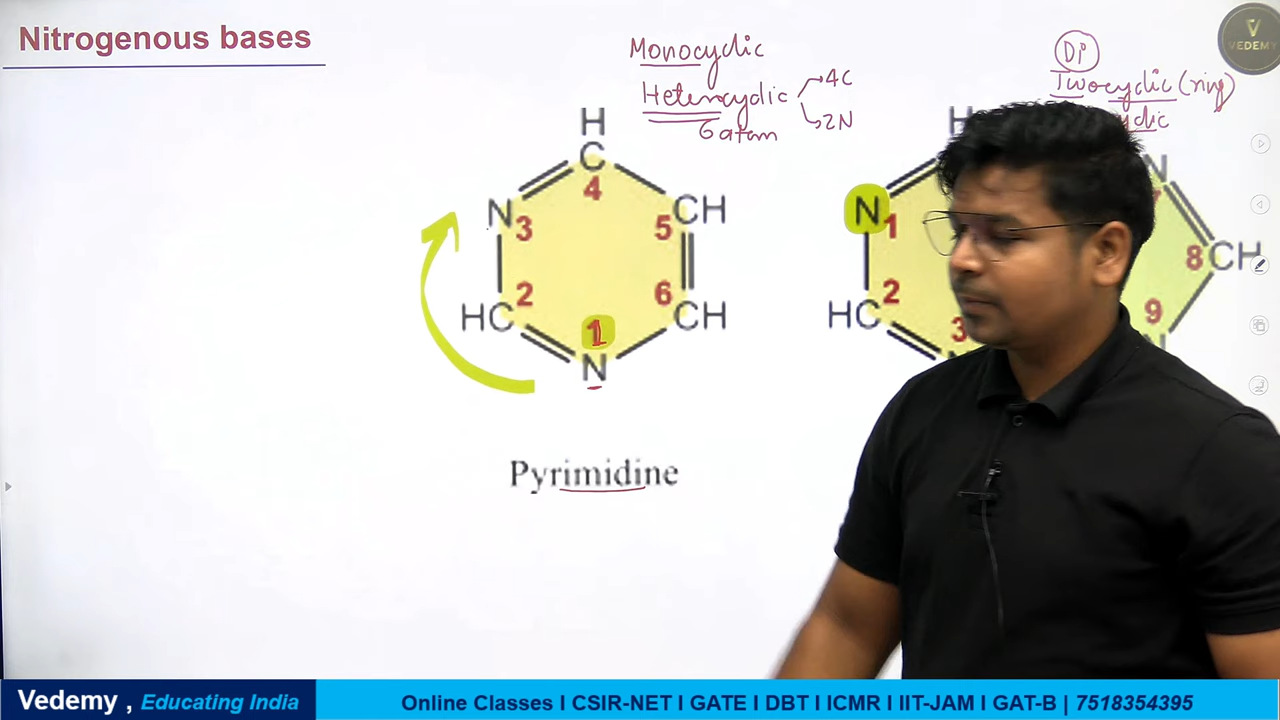 Nitrogenous bases
V
VEDEMY
Monocyclic
Heterocyclic
4C
2N
6 atom
Di
Twocyclic (ring)
H
C
4
N
3
5
CH
HC
2
6
CH
1
N
H
N
1
HC
2
3
N
8
CH
9
Pyrimidine
Vedemy , Educating India
Online Classes I CSIR-NET I GATE I DBT I ICMR I IIT-JAM I GAT-B | 7518354395